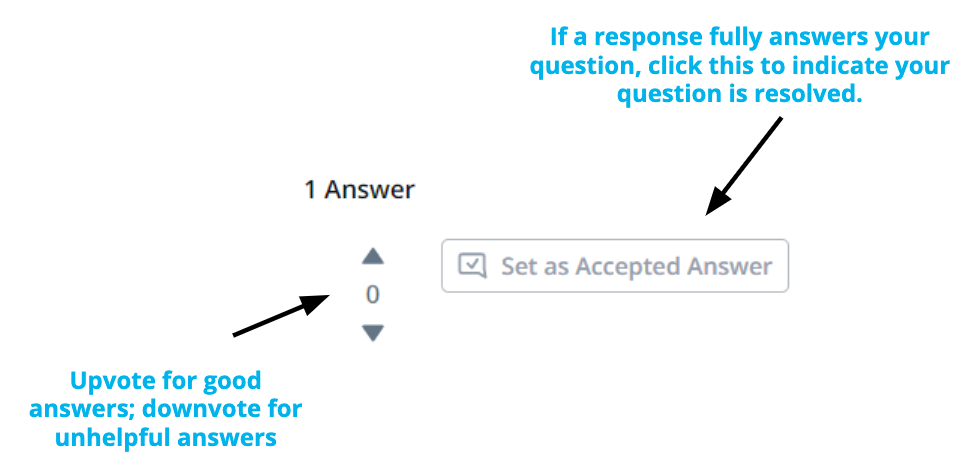 If a response fully answers your
question, click this to indicate your
question is resolved.
1 Answer
Set as Accepted Answer
0
Upvote for good
answers; downvote for
unhelpful answers